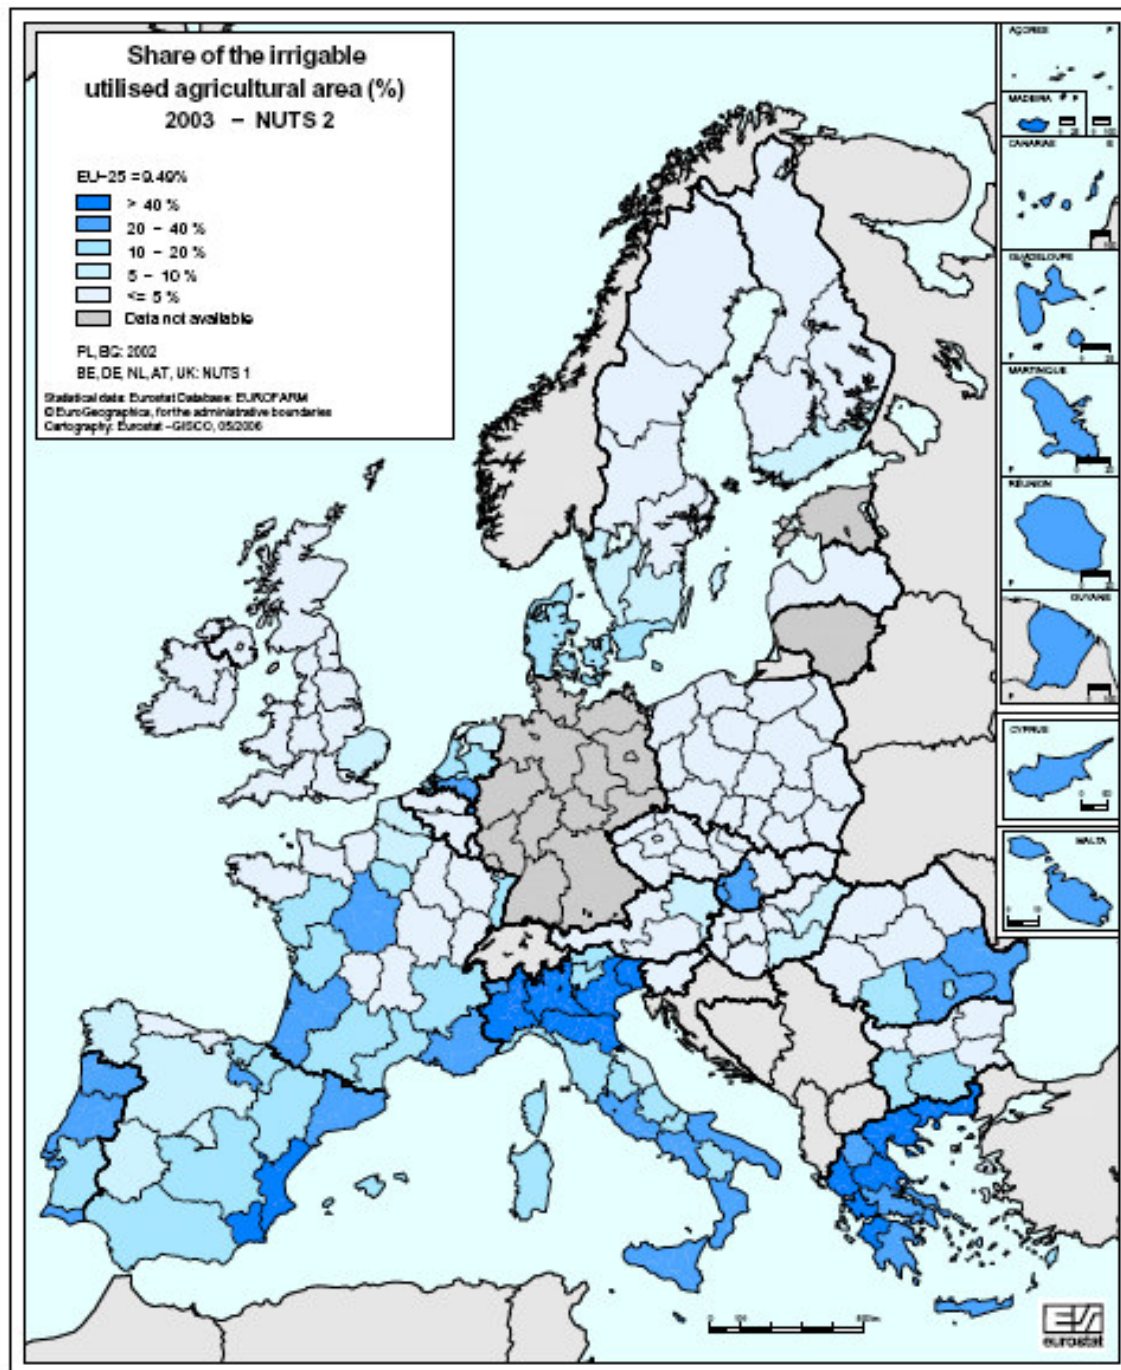 Share of the irrigable
utilised agricultural area (%)
2003 – NUTS 2
EU-25 =9.49%
> 40 %
20 - 40 %
10 - 20 %
5 - 10 %
<= 5 %
Data not available
PL, BG: 2002
BE, DE, NL, AT, UK: NUTS 1
Statistical data: Eurostat Database: EUROFARM
© EuroGeographics, for the administrative boundaries
Cartography: Eurostat - GISCO, 05/2006
AÇORES P
MADEIRA P
CANARIAS E
GUADELOUPE
F
MARTINIQUE
F
RÉUNION
F
GUYANE
F
CYPRUS
MALTA
eurostat